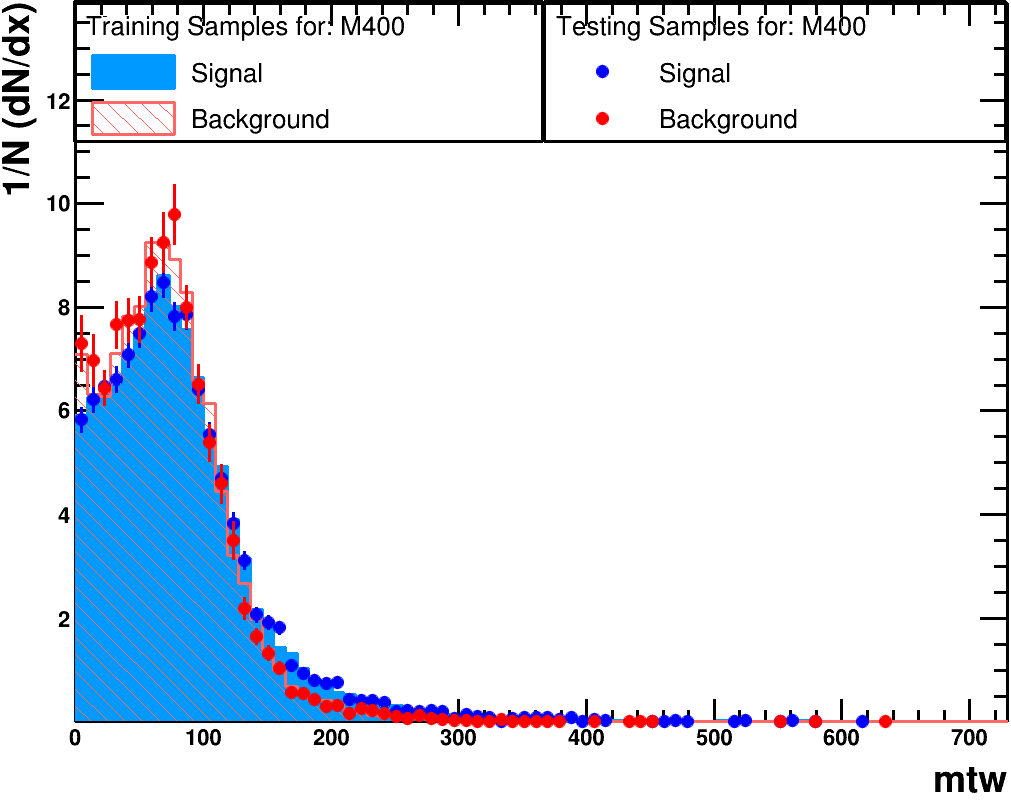 1/N (dN/dx)
Training Samples for: M400
Signal
Background
Testing Samples for: M400
Signal
Background
12
10
8
6
4
2
0 100 200 300 400 500 600 700
mtw